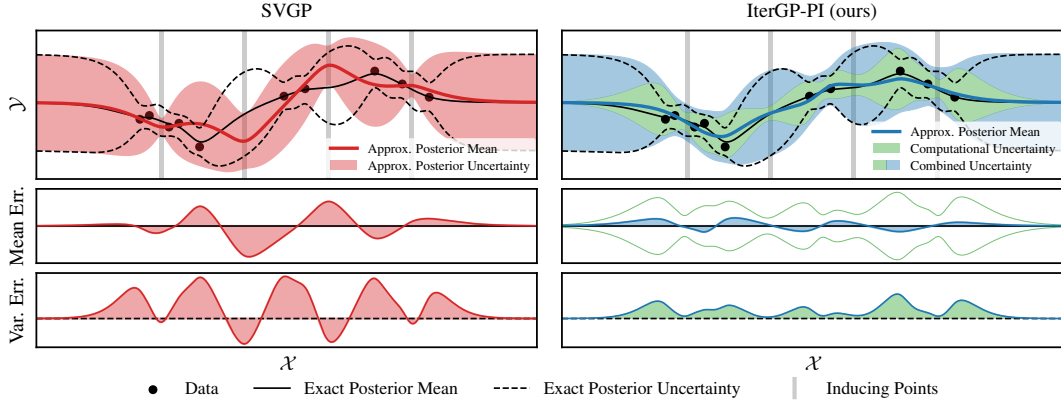 SVGP
IterGP-PI (ours)
𝒴
Approx. Posterior Mean
Approx. Posterior Uncertainty
Approx. Posterior Mean
Computational Uncertainty
Combined Uncertainty
Mean Err.
Var. Err.
𝒳
𝒳
Data
Exact Posterior Mean
Exact Posterior Uncertainty
Inducing Points